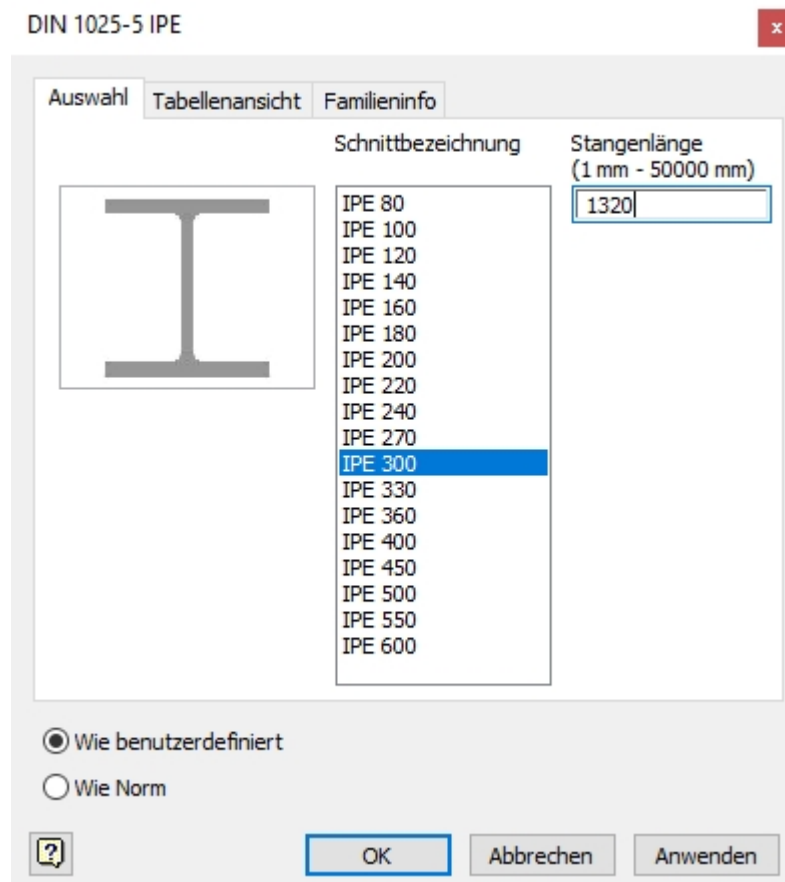 DIN 1025-5 IPE
x
Auswahl Tabellenansicht Familieninfo
Schnittbezeichnung
Stangenlänge
(1 mm - 50000 mm)
1320
IPE 80
IPE 100
IPE 120
IPE 140
IPE 160
IPE 180
IPE 200
IPE 220
IPE 240
IPE 270
IPE 300
IPE 330
IPE 360
IPE 400
IPE 450
IPE 500
IPE 550
IPE 600
Wie benutzerdefiniert
Wie Norm
? OK Abbrechen Anwenden